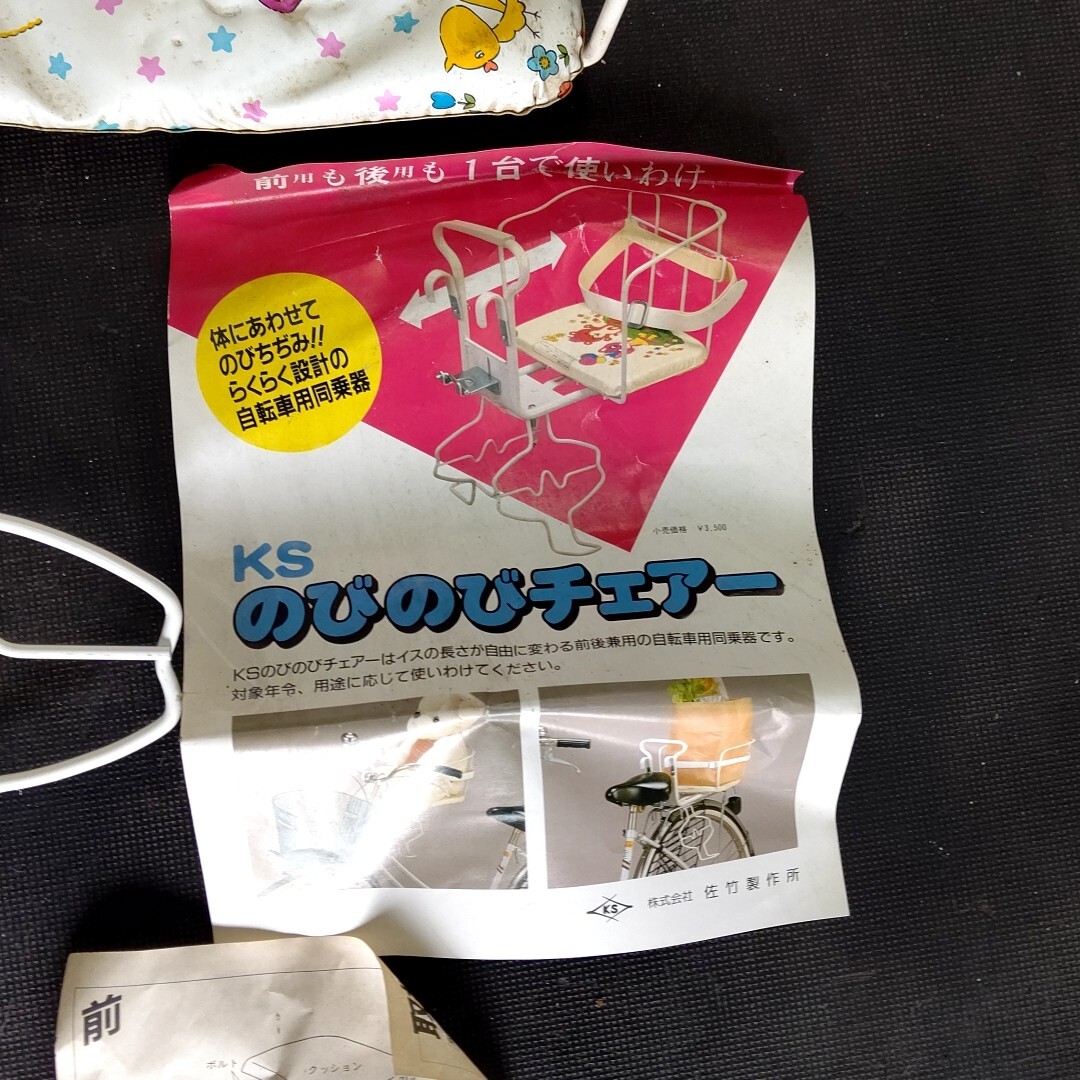 前用も後用も1台で使いわけ
体にあわせて
のびちぢみ!!
らくらく設計の
自転車用同乗器
小売価格 ¥3,500
KS
のびのびチェアー
KSのびのびチェアーはイスの長さが自由に変わる前後兼用の自転車用同乗器です。
対象年令、用途に応じて使いわけてください。
KS 株式会社 佐竹製作所
前
ボルト
クッション